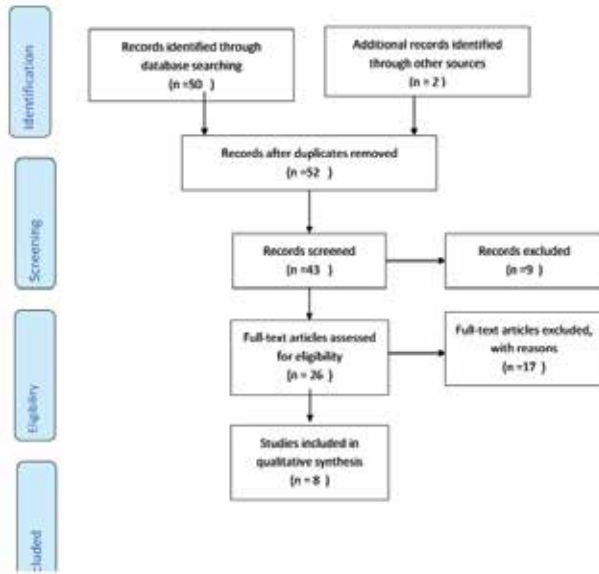 Identification
Records identified through
database searching
(n =50 )
Additional records identified
through other sources
(n = 2 )
Records after duplicates removed
(n =52 )
Screening
Records screened
(n =43 )
Records excluded
(n =9 )
Eligibility
Full-text articles assessed
for eligibility
(n = 26 )
Full-text articles excluded,
with reasons
(n =17 )
Studies included in
qualitative synthesis
(n = 8 )
cluded